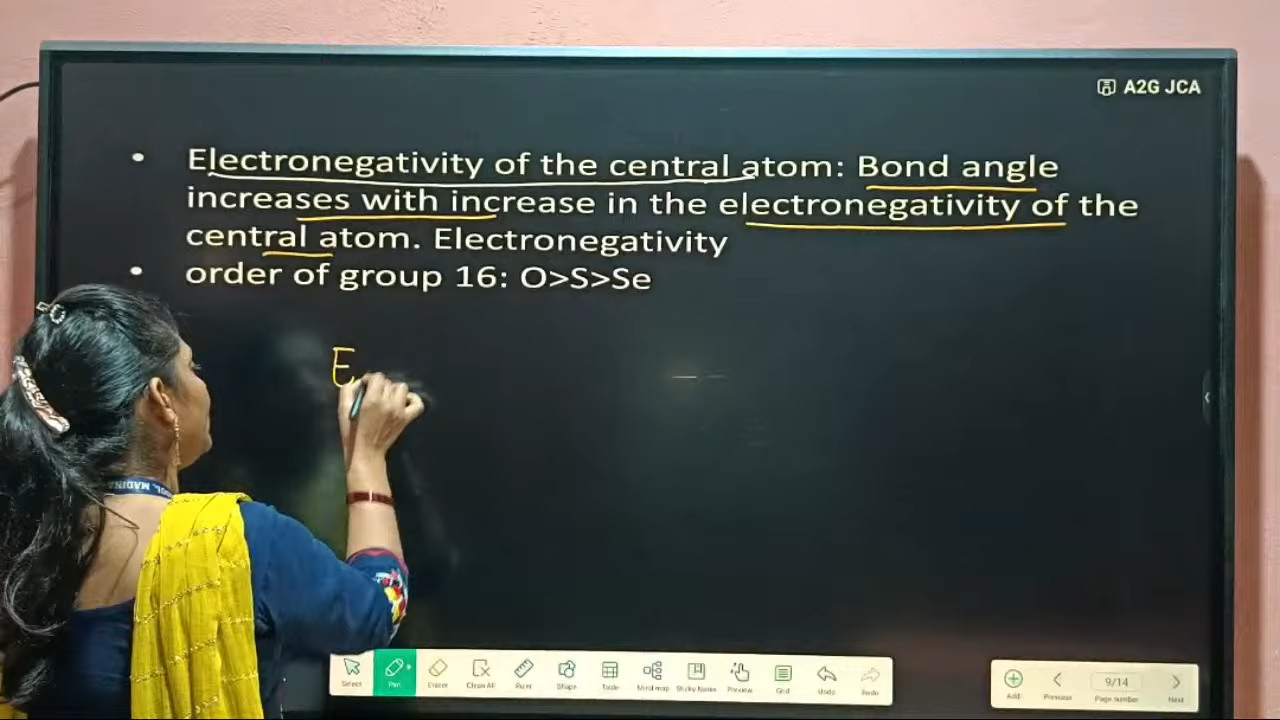 A2G JCA
• Electronegativity of the central atom: Bond angle
increases with increase in the electronegativity of the
central atom. Electronegativity
• order of group 16: O>S>Se
E
Select Pen Eraser Clean All Ruler Shape Table Mind map Sticky Notes Preview Grid Undo Redo
Add Previous 9/14 Page number Next